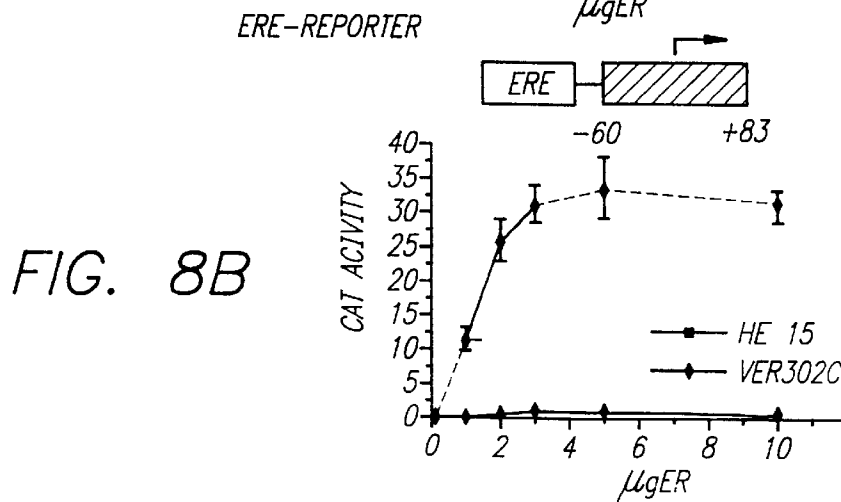 μgER
ERE-REPORTER
ERE
-60 +83
40
35
30
25
20
15
10
5
0
CAT ACIVITY
FIG. 8B
HE 15
VER302C
0 2 4 6 8 10
μgER